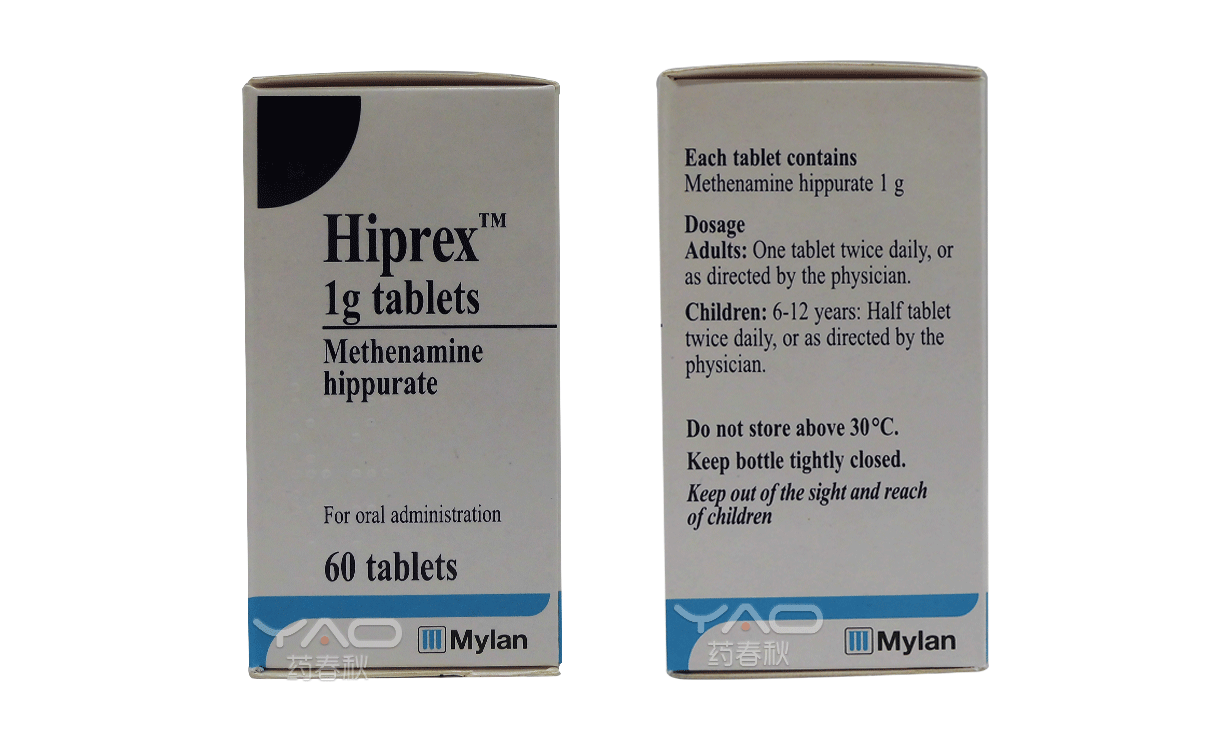 Hiprex™
1g tablets
Methenamine
hippurate
For oral administration
60 tablets
YAO
药春秋
Mylan
Each tablet contains
Methenamine hippurate 1 g
Dosage
Adults: One tablet twice daily, or
as directed by the physician.
Children: 6-12 years: Half tablet
twice daily, or as directed by the
physician.
Do not store above 30°C.
Keep bottle tightly closed.
Keep out of the sight and reach
of children
YAO
药春秋
Mylan